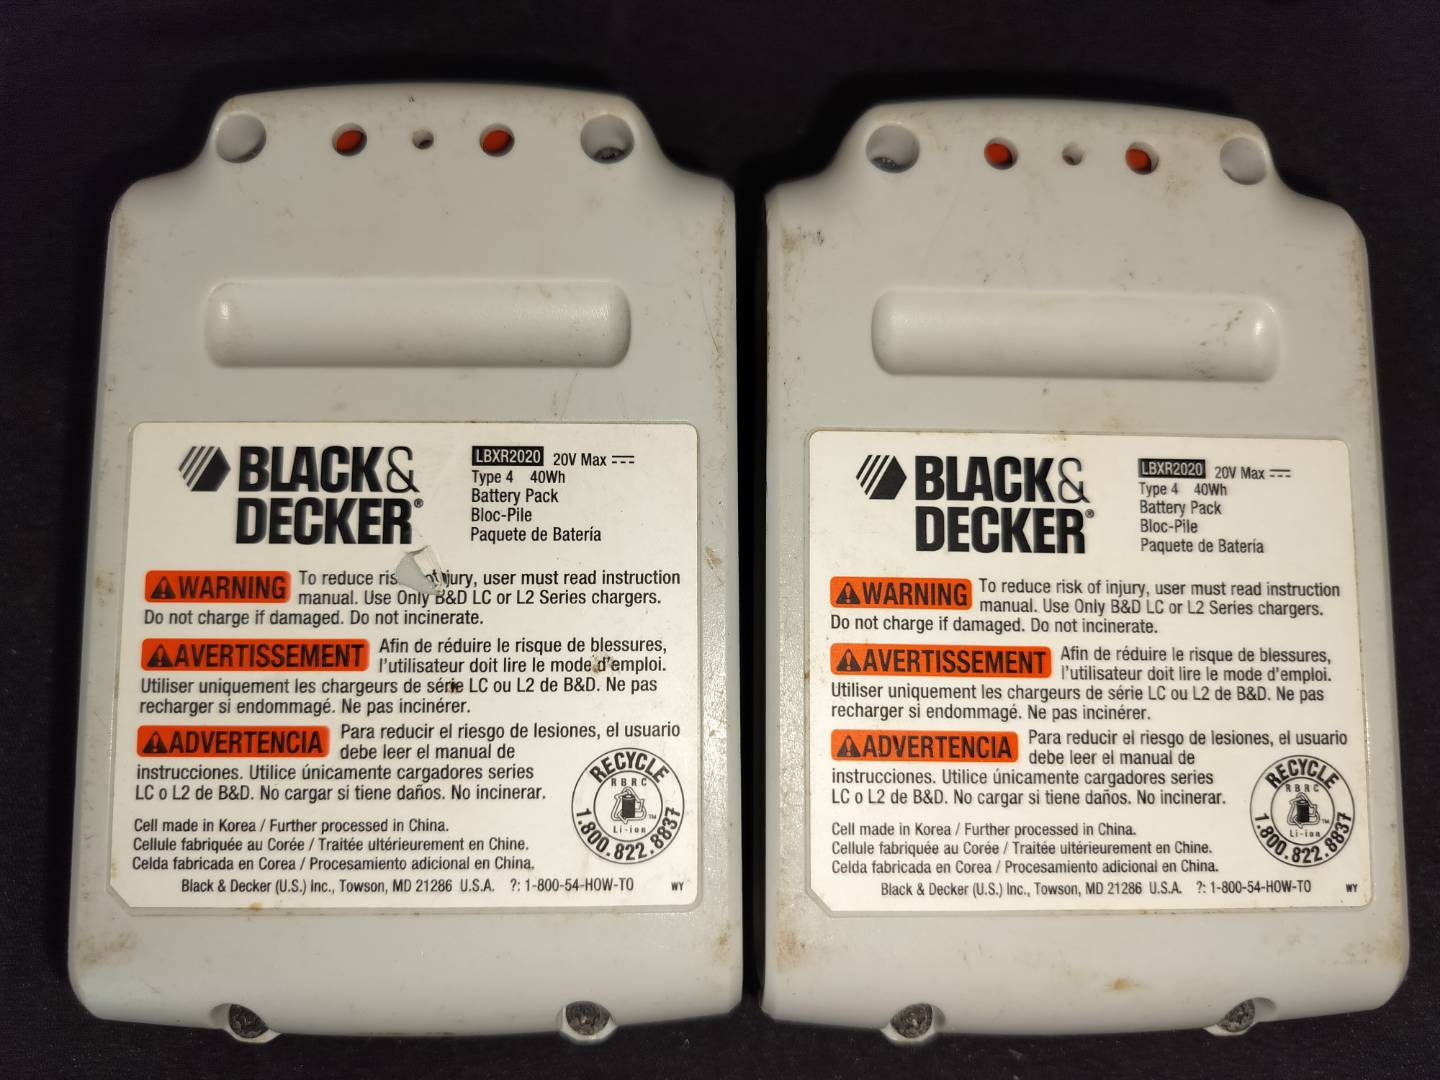 BLACK&
DECKER®
LBXR2020 20V Max
Type 4 40Wh
Battery Pack
Bloc-Pile
Paquete de Batería
WARNING To reduce ris of jury, user must read instruction
manual. Use Only B&D LC or L2 Series chargers.
Do not charge if damaged. Do not incinerate.
AVERTISSEMENT Afin de réduire le risque de blessures,
l'utilisateur doit lire le mode d'emploi.
Utiliser uniquement les chargeurs de série LC ou L2 de B&D. Ne pas
recharger si endommagé. Ne pas incinérer.
ADVERTENCIA Para reducir el riesgo de lesiones, el usuario
debe leer el manual de
instrucciones. Utilice únicamente cargadores series
LC o L2 de B&D. No cargar si tiene daños. No incinerar.
RECYCLE
RBRC
Li-ion
TM
1.800.822.8837
Cell made in Korea / Further processed in China.
Cellule fabriquée au Corée / Traitée ultérieurement en Chine.
Celda fabricada en Corea / Procesamiento adicional en China.
Black & Decker (U.S.) Inc., Towson, MD 21286 U.S.A. ?: 1-800-54-HOW-TO WY
BLACK&
DECKER®
LBXR2020 20V Max
Type 4 40Wh
Battery Pack
Bloc-Pile
Paquete de Batería
WARNING To reduce risk of injury, user must read instruction
manual. Use Only B&D LC or L2 Series chargers.
Do not charge if damaged. Do not incinerate.
AVERTISSEMENT Afin de réduire le risque de blessures,
l'utilisateur doit lire le mode d'emploi.
Utiliser uniquement les chargeurs de série LC ou L2 de B&D. Ne pas
recharger si endommagé. Ne pas incinérer.
ADVERTENCIA Para reducir el riesgo de lesiones, el usuario
debe leer el manual de
instrucciones. Utilice únicamente cargadores series
LC o L2 de B&D. No cargar si tiene daños. No incinerar.
RECYCLE
RBRC
Li-ion
TM
1.800.822.8837
Cell made in Korea / Further processed in China.
Cellule fabriquée au Corée / Traitée ultérieurement en Chine.
Celda fabricada en Corea / Procesamiento adicional en China.
Black & Decker (U.S.) Inc., Towson, MD 21286 U.S.A. ?: 1-800-54-HOW-TO WY